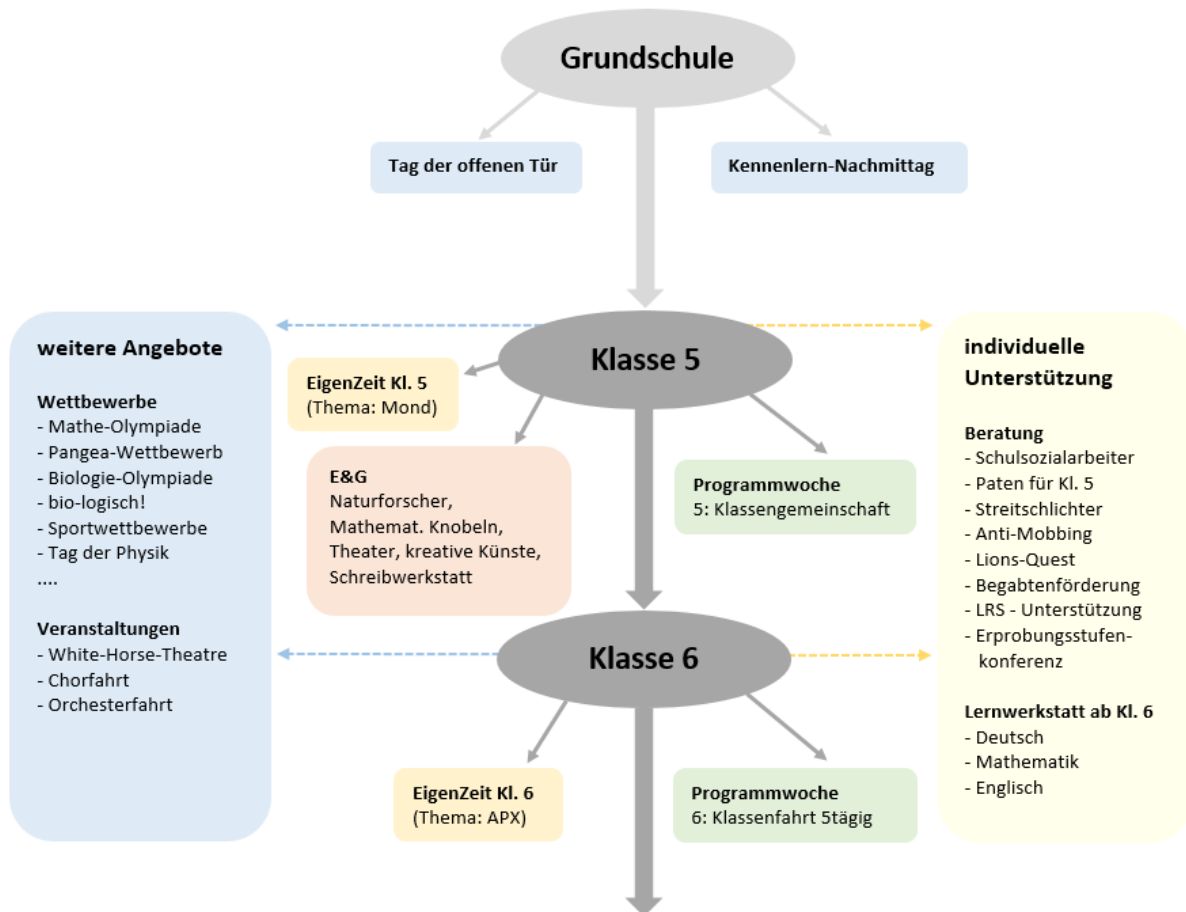 Grundschule
Tag der offenen Tür
Kennenlern-Nachmittag
weitere Angebote
Wettbewerbe
- Mathe-Olympiade
- Pangea-Wettbewerb
- Biologie-Olympiade
- bio-logisch!
- Sportwettbewerbe
- Tag der Physik
....
Veranstaltungen
- White-Horse-Theatre
- Chorfahrt
- Orchesterfahrt
Klasse 5
EigenZeit Kl. 5
(Thema: Mond)
E&G
Naturforscher,
Mathemat. Knobeln,
Theater, kreative Künste,
Schreibwerkstatt
Programmwoche
5: Klassengemeinschaft
Klasse 6
EigenZeit Kl. 6
(Thema: APX)
Programmwoche
6: Klassenfahrt 5tägig
individuelle
Unterstützung
Beratung
- Schulsozialarbeiter
- Paten für Kl. 5
- Streitschlichter
- Anti-Mobbing
- Lions-Quest
- Begabtenförderung
- LRS - Unterstützung
- Erprobungsstufen-
konferenz
Lernwerkstatt ab Kl. 6
- Deutsch
- Mathematik
- Englisch